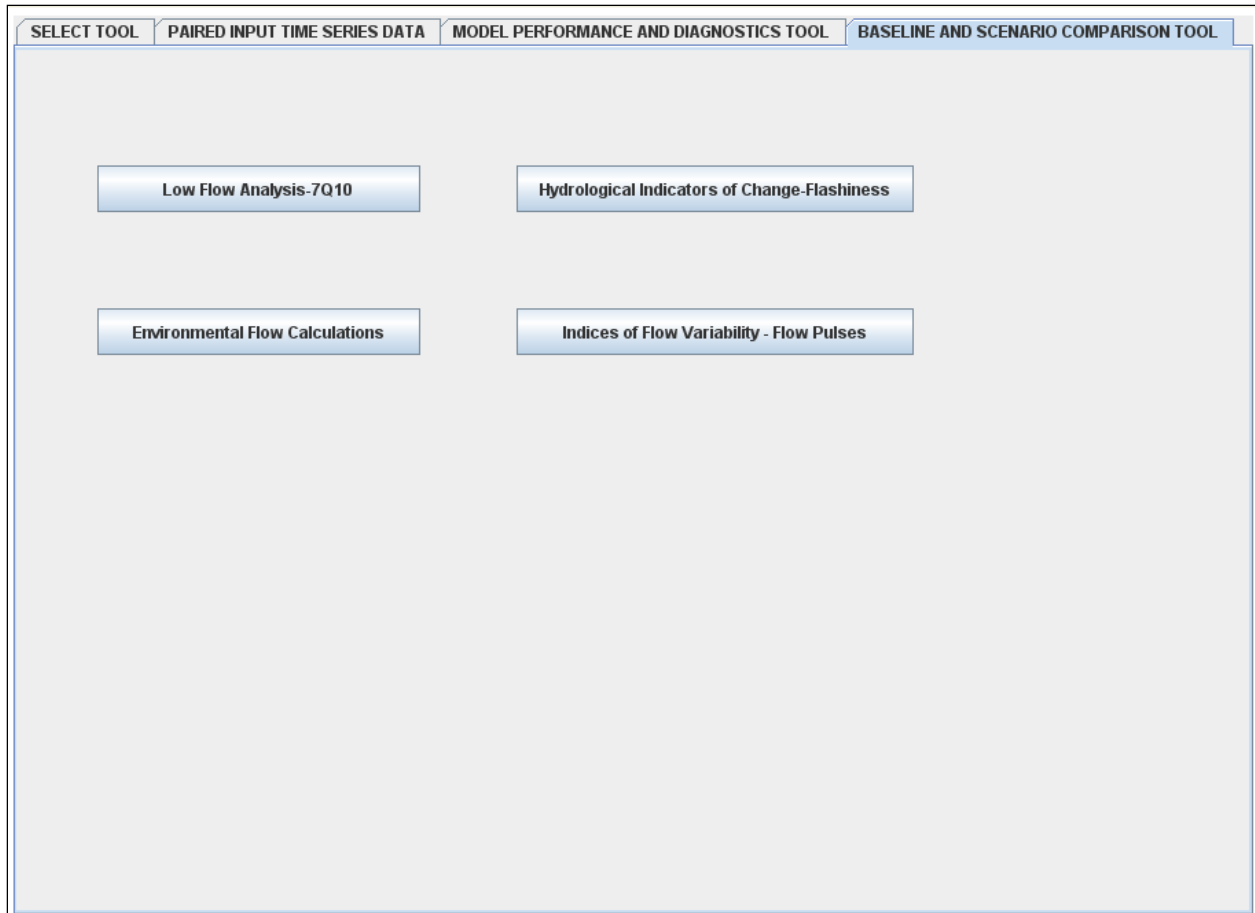 SELECT TOOL
PAIRED INPUT TIME SERIES DATA
MODEL PERFORMANCE AND DIAGNOSTICS TOOL
BASELINE AND SCENARIO COMPARISON TOOL
Low Flow Analysis-7Q10
Hydrological Indicators of Change-Flashiness
Environmental Flow Calculations
Indices of Flow Variability - Flow Pulses